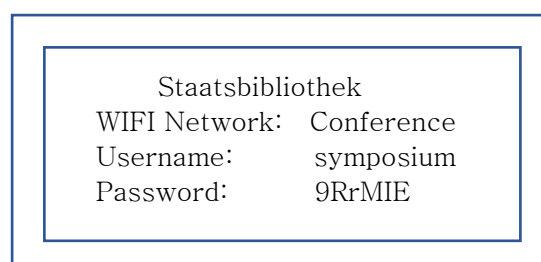 Staatsbibliothek
WIFI Network: Conference
Username: symposium
Password: 9RrMIE